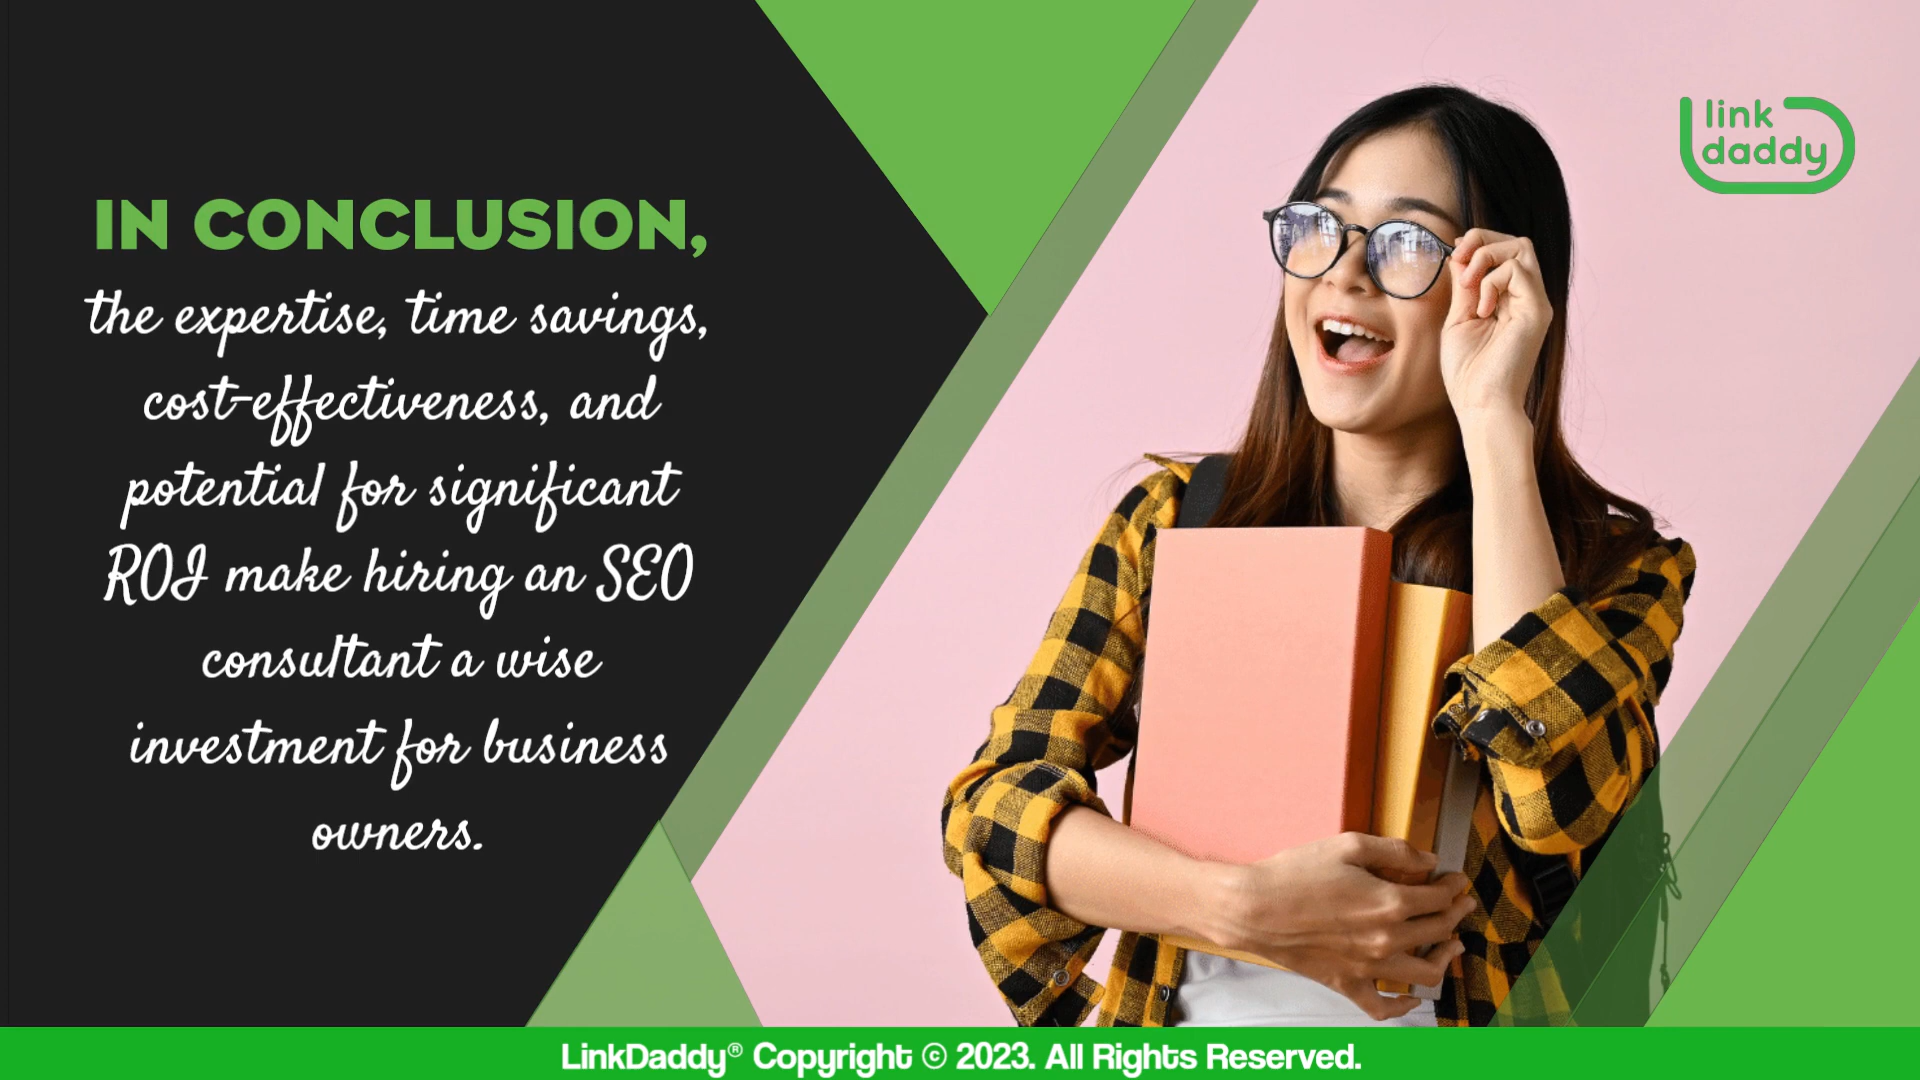 IN CONCLUSION,
the expertise, time savings,
cost-effectiveness, and
potential for significant
ROI make hiring an SEO
consultant a wise
investment for business
owners.
link
daddy
LinkDaddy® Copyright © 2023. All Rights Reserved.